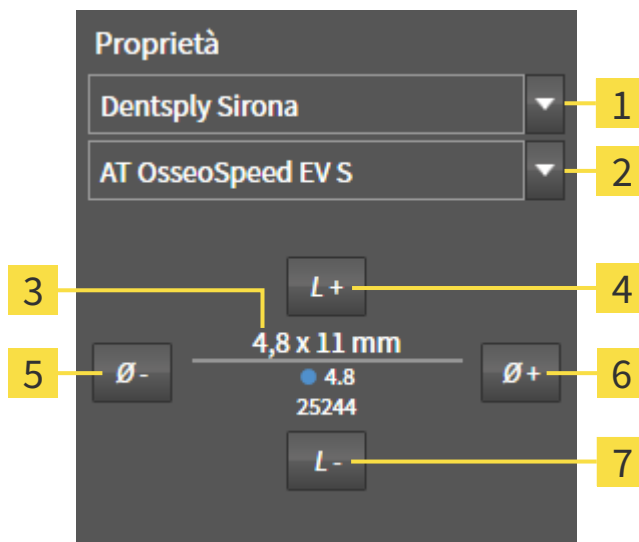 Proprietà
Dentsply Sirona
1
AT OsseoSpeed EV S
2
3
L +
4
4,8 x 11 mm
5
Ø -
4.8
Ø +
6
25244
L -
7